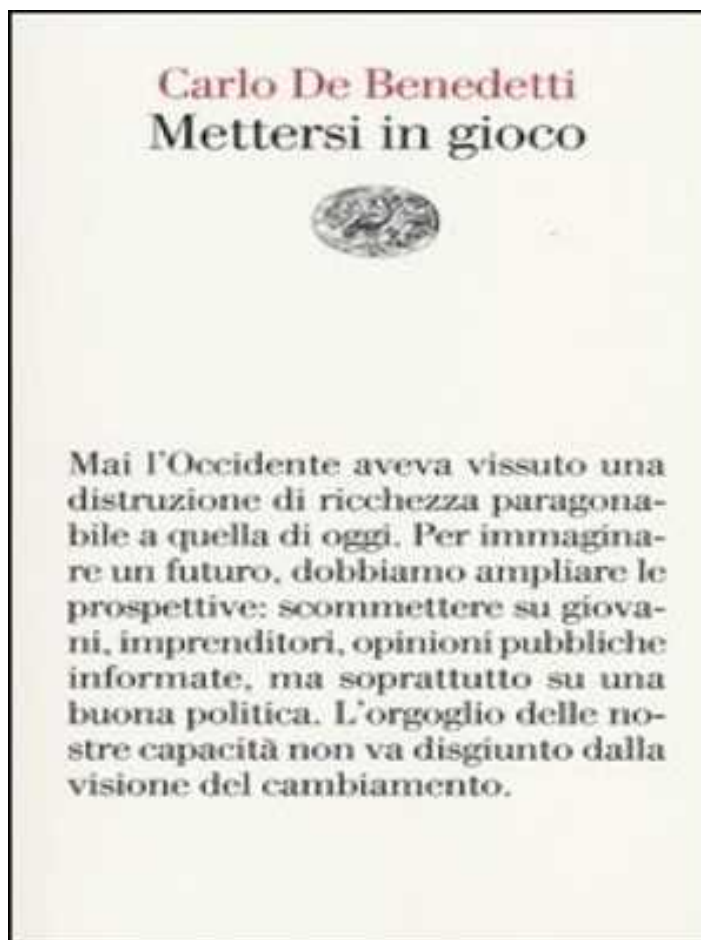 Carlo De Benedetti
Mettersi in gioco
Mai l'Occidente aveva vissuto una
distruzione di ricchezza paragona-
bile a quella di oggi. Per immagina-
re un futuro, dobbiamo ampliare le
prospettive: scommettere su giova-
ni, imprenditori, opinioni pubbliche
informate, ma soprattutto su una
buona politica. L'orgoglio delle no-
stre capacità non va disgiunto dalla
visione del cambiamento.